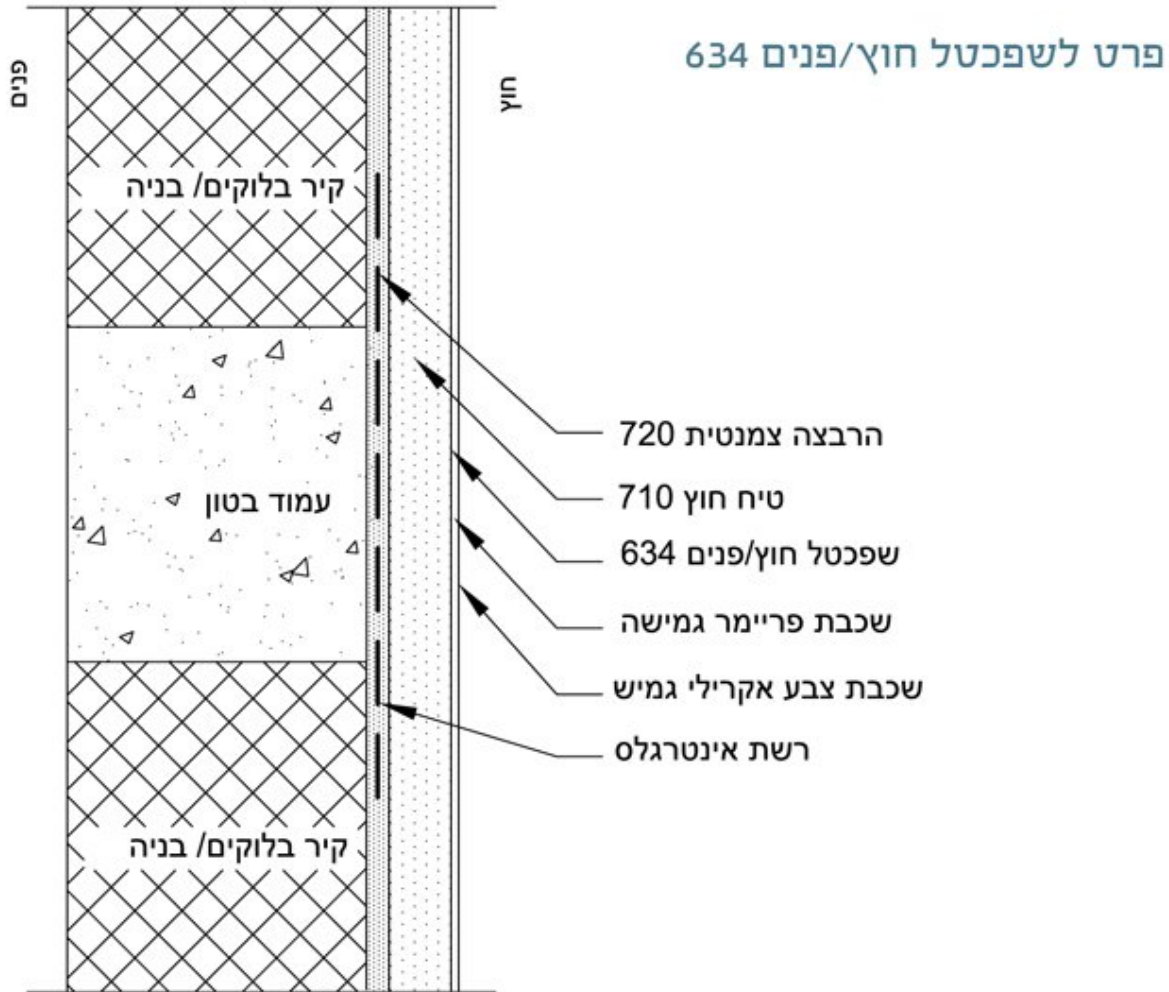 פרט לשפכטל חוץ/פנים 634
פנים
חוץ
קיר בלוקים/ בניה
הרבצה צמנטית 720
טיח חוץ 710
עמוד בטון
שפכטל חוץ/פנים 634
שכבת פריימר גמישה
שכבת צבע אקרילי גמיש
רשת אינטרגלס
קיר בלוקים/ בניה